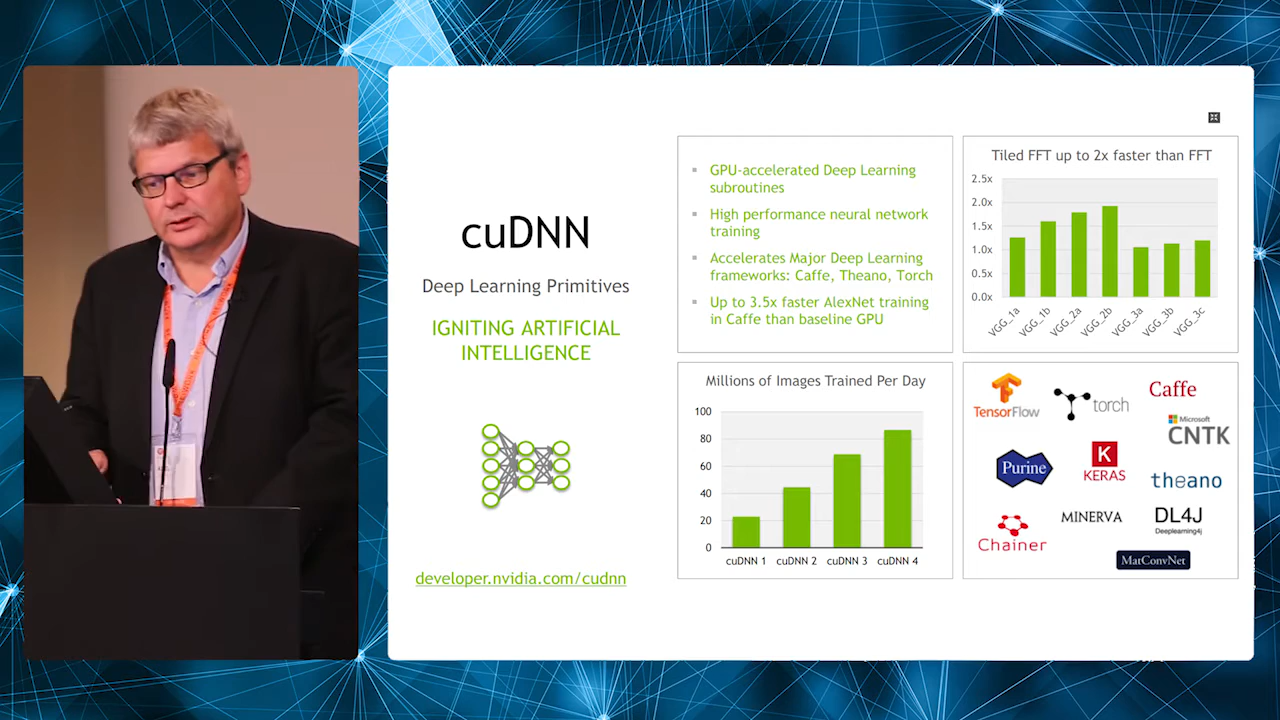 cuDNN
Deep Learning Primitives
IGNITING ARTIFICIAL
INTELLIGENCE
developer.nvidia.com/cudnn
GPU-accelerated Deep Learning
subroutines
High performance neural network
training
Accelerates Major Deep Learning
frameworks: Caffe, Theano, Torch
Up to 3.5x faster AlexNet training
in Caffe than baseline GPU
Tiled FFT up to 2x faster than FFT
2.5x
2.0x
1.5x
1.0x
0.5x
0.0x
VGG_1a
VGG_1b
VGG_2a
VGG_2b
VGG_3a
VGG_3b
VGG_3c
Millions of Images Trained Per Day
100
80
60
40
20
0
cuDNN 1
cuDNN 2
cuDNN 3
cuDNN 4
TensorFlow
torch
Caffe
Microsoft
CNTK
Purine
K
KERAS
theano
Chainer
MINERVA
DL4J
Deeplearning4j
MatConvNet